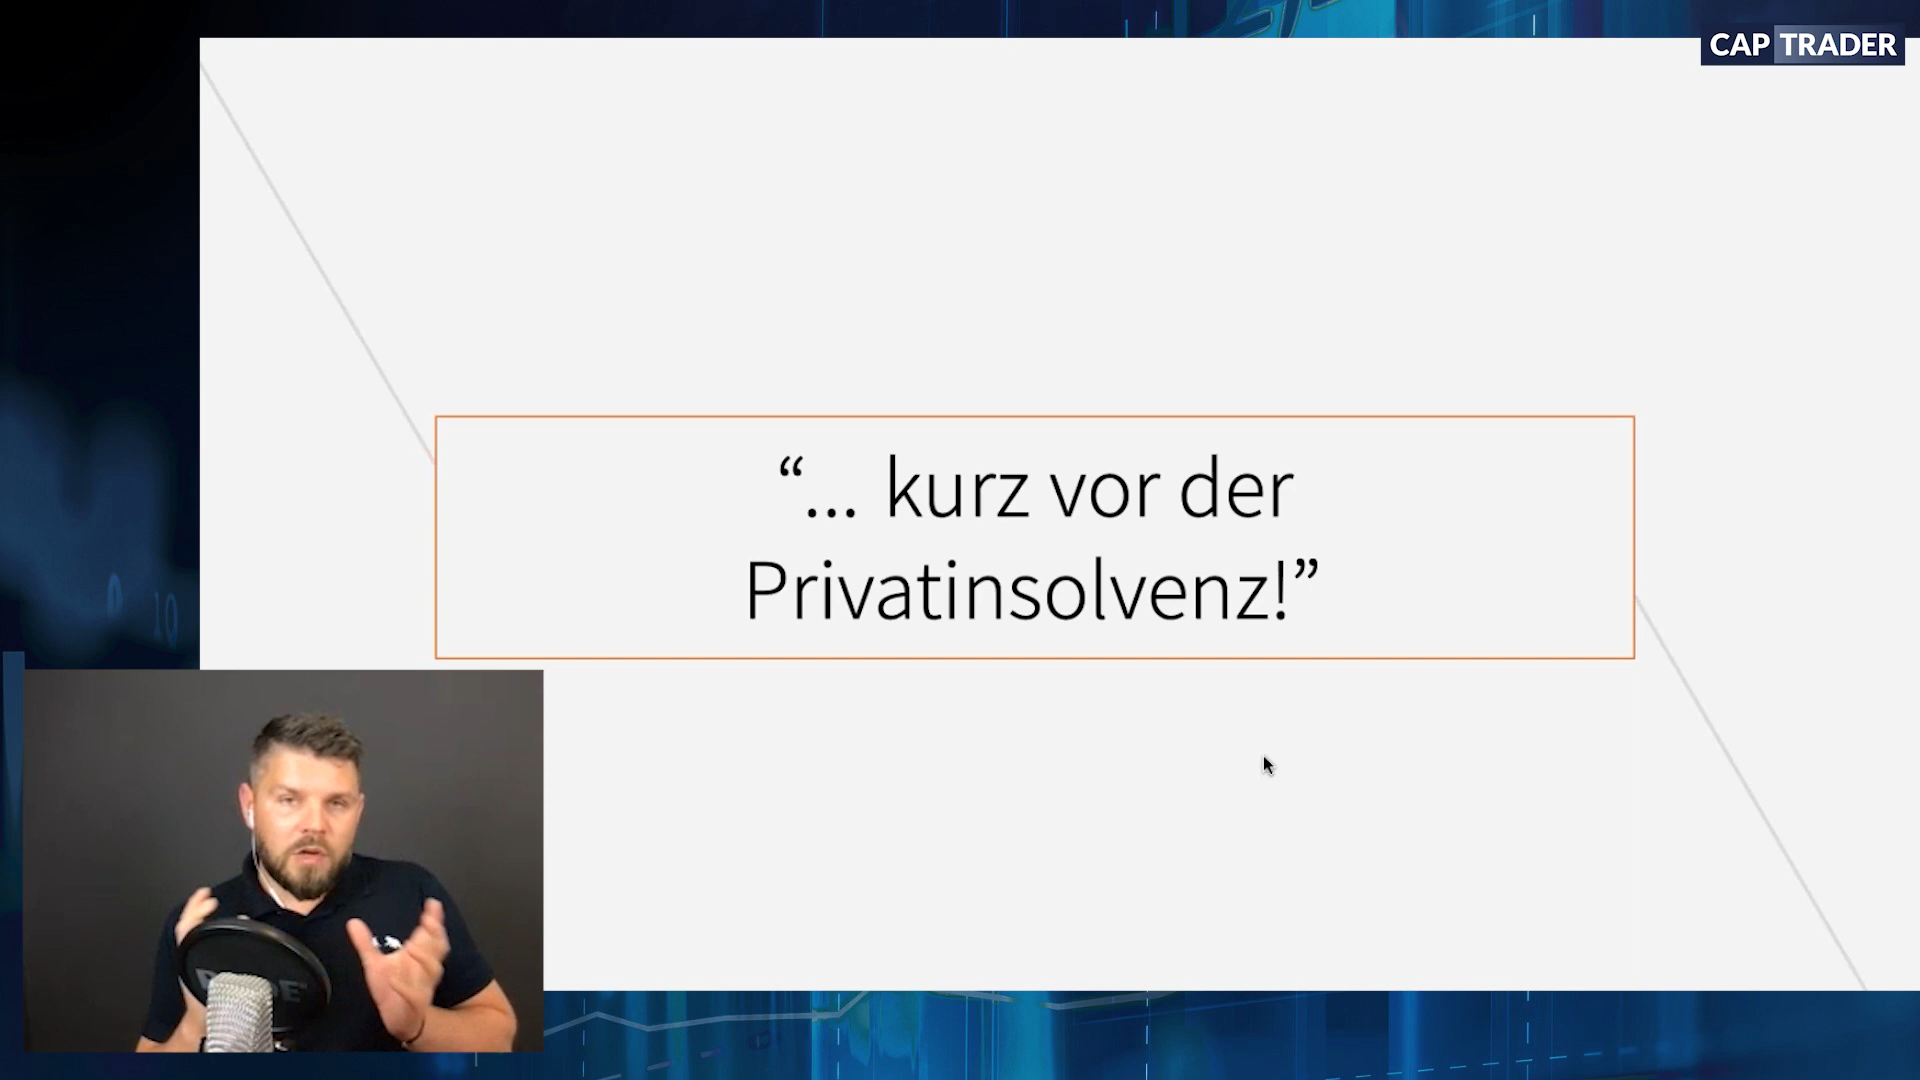 CAP TRADER
“... kurz vor der
Privatinsolvenz!”